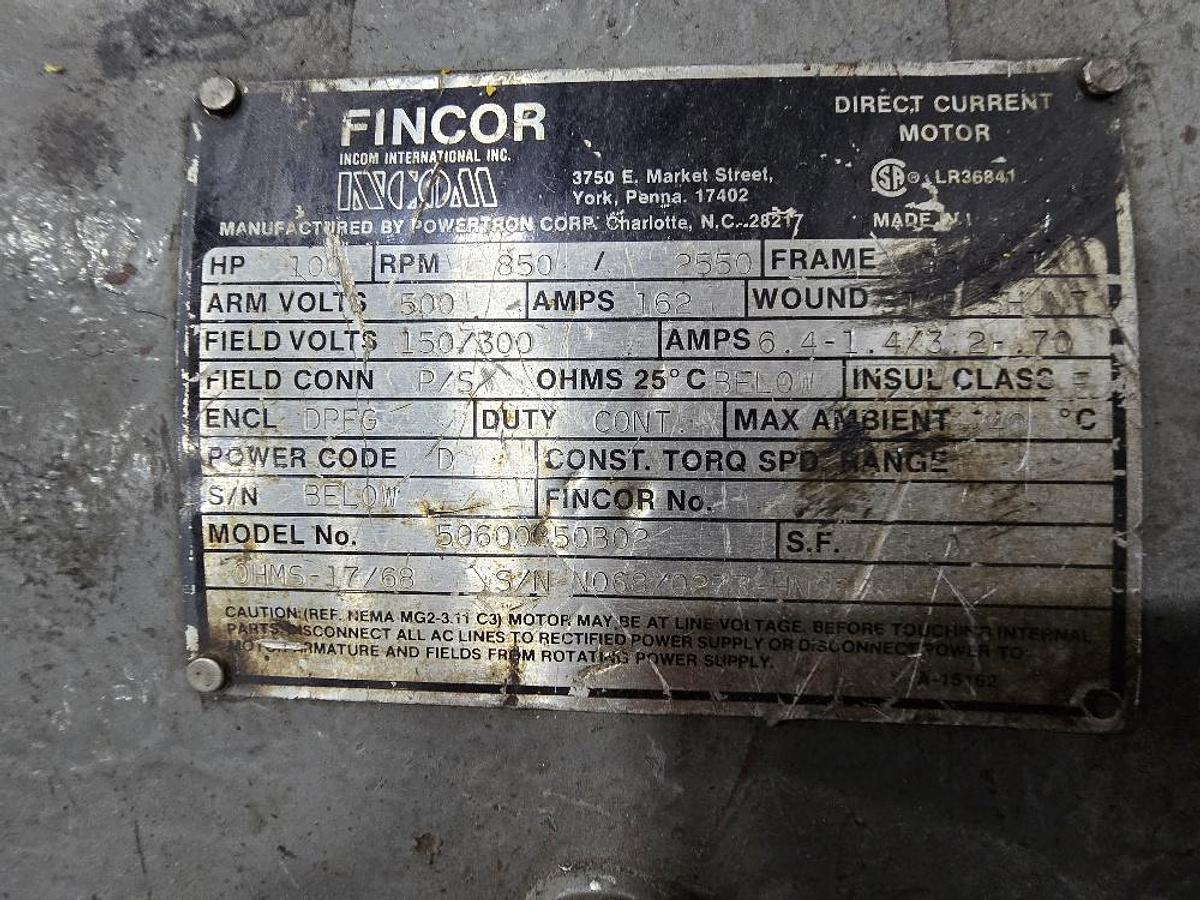 FINCOR
INCOM INTERNATIONAL INC.
INCOM
3750 E. Market Street,
York, Penna. 17402
DIRECT CURRENT
MOTOR
SA ® LR36841
MANUFACTURED BY POWERTRON CORP. Charlotte, N.C. 28217 MADE IN
HP 100 RPM 850 / 2550 FRAME
ARM VOLTS 500 AMPS 162 WOUND SHUNT
FIELD VOLTS 150/300 AMPS 6.4-1.4/3.2-.70
FIELD CONN P/S OHMS 25°C BELOW INSUL CLASS
ENCL DPFG DUTY CONT. MAX AMBIENT 40 °C
POWER CODE D CONST. TORQ SPD. RANGE
S/N BELOW FINCOR No.
MODEL No. S.F.
OHMS-17/68 S/N
CAUTION: (REF. NEMA MG2-3.11 C3) MOTOR MAY BE AT LINE VOLTAGE. BEFORE TOUCHING INTERNAL
PARTS, DISCONNECT ALL AC LINES TO RECTIFIED POWER SUPPLY OR DISCONNECT POWER TO
MOTOR ARMATURE AND FIELDS FROM ROTATING POWER SUPPLY.
A-15162